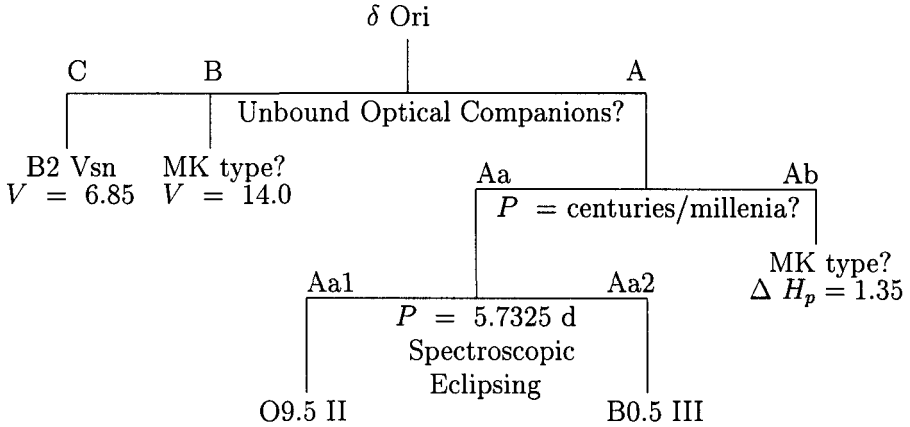 δ Ori
C B A
Unbound Optical Companions?
B2 Vsn MK type?
V = 6.85 V = 14.0
Aa Ab
P = centuries/millenia?
MK type?
Δ H_p = 1.35
Aa1 Aa2
P = 5.7325 d
Spectroscopic
Eclipsing
O9.5 II B0.5 III